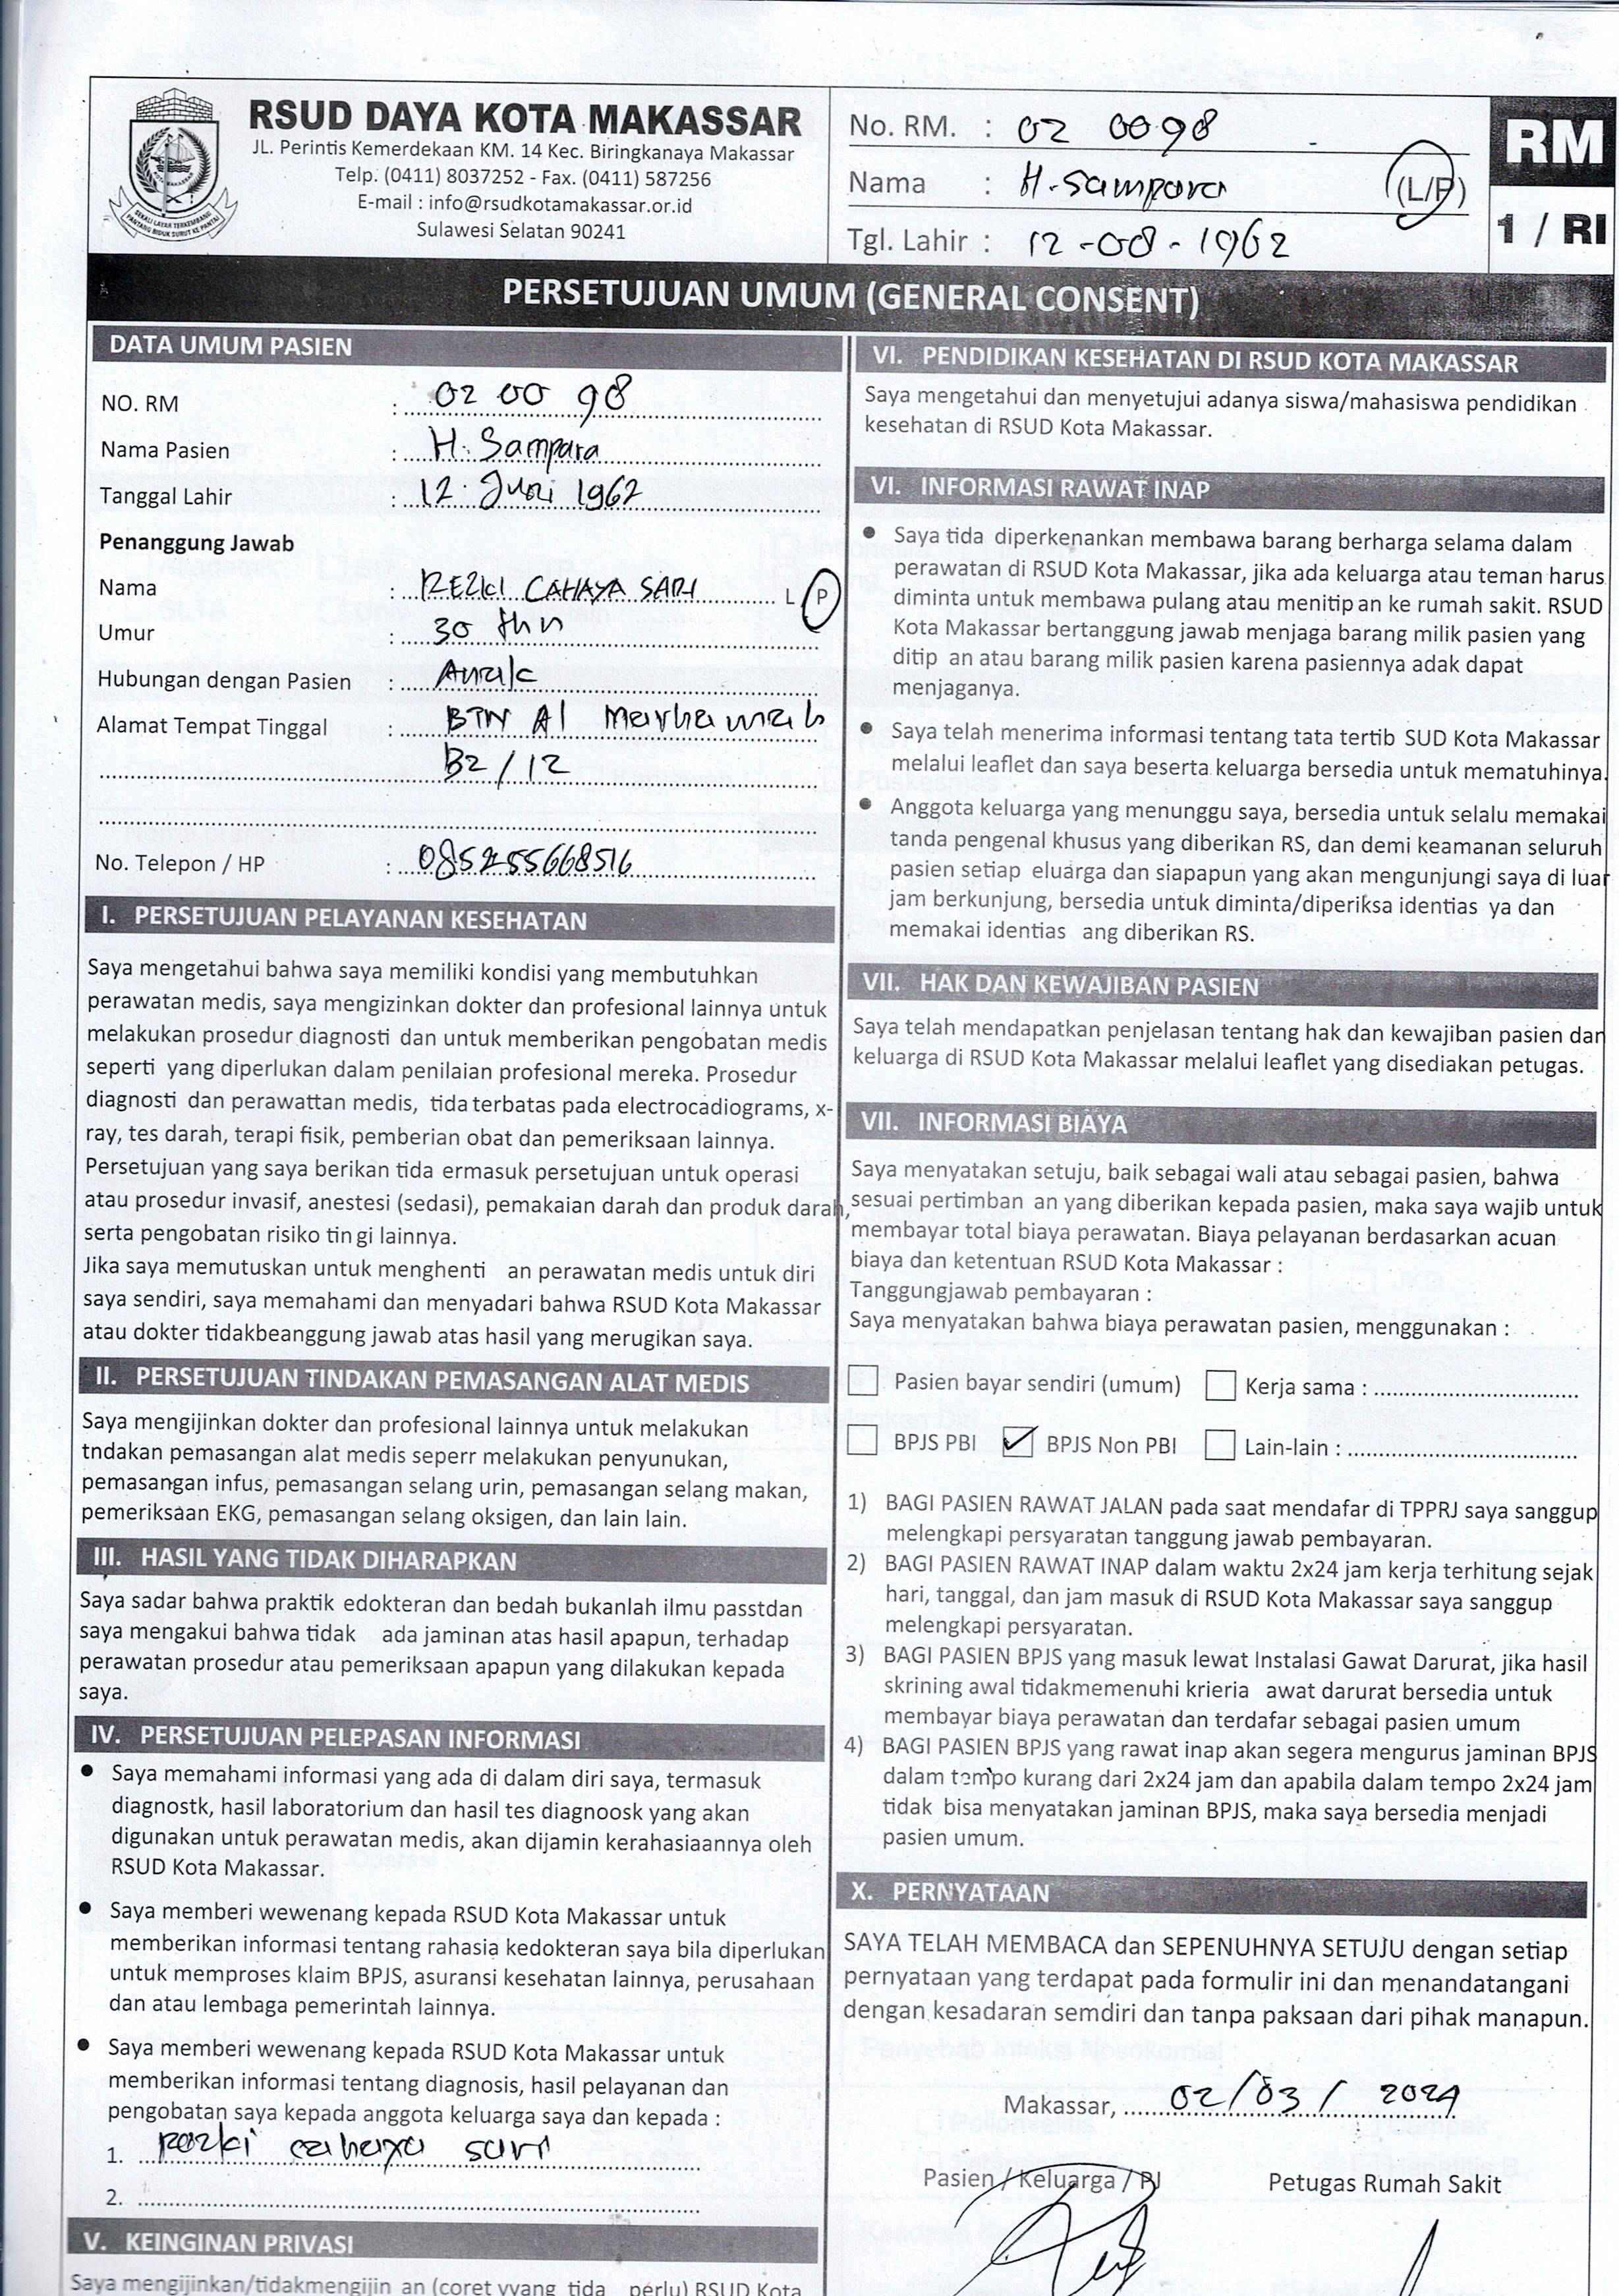 RSUD DAYA KOTA MAKASSAR
JL. Perintis Kemerdekaan KM. 14 Kec. Biringkanaya Makassar
Telp. (0411) 8037252 - Fax. (0411) 587256
E-mail : info@rsudkotamakassar.or.id
Sulawesi Selatan 90241
No. RM. : 02 0098
Nama : H. Sampara (L/P)
Tgl. Lahir : 12-08-1962
RM
1 / RI
PERSETUJUAN UMUM (GENERAL CONSENT)
DATA UMUM PASIEN
NO. RM : 02 00 98
Nama Pasien : H. Sampara
Tanggal Lahir : 12 Juni 1962
Penanggung Jawab
Nama : REZKI CAHAYA SARI L P
Umur : 30 thn
Hubungan dengan Pasien : Anak
Alamat Tempat Tinggal : BTN Al Marhamah
B2/12
No. Telepon / HP : 085255668516
I. PERSETUJUAN PELAYANAN KESEHATAN
Saya mengetahui bahwa saya memiliki kondisi yang membutuhkan
perawatan medis, saya mengizinkan dokter dan profesional lainnya untuk
melakukan prosedur diagnosti dan untuk memberikan pengobatan medis
seperti yang diperlukan dalam penilaian profesional mereka. Prosedur
diagnosti dan perawattan medis, tida terbatas pada electrocadiograms, x-
ray, tes darah, terapi fisik, pemberian obat dan pemeriksaan lainnya.
Persetujuan yang saya berikan tida ermasuk persetujuan untuk operasi
atau prosedur invasif, anestesi (sedasi), pemakaian darah dan produk darah,
serta pengobatan risiko tin gi lainnya.
Jika saya memutuskan untuk menghenti an perawatan medis untuk diri
saya sendiri, saya memahami dan menyadari bahwa RSUD Kota Makassar
atau dokter tidakbeanggung jawab atas hasil yang merugikan saya.
II. PERSETUJUAN TINDAKAN PEMASANGAN ALAT MEDIS
Saya mengijinkan dokter dan profesional lainnya untuk melakukan
tndakan pemasangan alat medis seperr melakukan penyunukan,
pemasangan infus, pemasangan selang urin, pemasangan selang makan,
pemeriksaan EKG, pemasangan selang oksigen, dan lain lain.
III. HASIL YANG TIDAK DIHARAPKAN
Saya sadar bahwa praktik edokteran dan bedah bukanlah ilmu passtdan
saya mengakui bahwa tidak ada jaminan atas hasil apapun, terhadap
perawatan prosedur atau pemeriksaan apapun yang dilakukan kepada
saya.
IV. PERSETUJUAN PELEPASAN INFORMASI
• Saya memahami informasi yang ada di dalam diri saya, termasuk
diagnostk, hasil laboratorium dan hasil tes diagnoosk yang akan
digunakan untuk perawatan medis, akan dijamin kerahasiaannya oleh
RSUD Kota Makassar.
• Saya memberi wewenang kepada RSUD Kota Makassar untuk
memberikan informasi tentang rahasia kedokteran saya bila diperlukan
untuk memproses klaim BPJS, asuransi kesehatan lainnya, perusahaan
dan atau lembaga pemerintah lainnya.
• Saya memberi wewenang kepada RSUD Kota Makassar untuk
memberikan informasi tentang diagnosis, hasil pelayanan dan
pengobatan saya kepada anggota keluarga saya dan kepada :
1. Rezki cahaya sari
2.
V. KEINGINAN PRIVASI
Saya mengijinkan/tidakmengijin an (coret yyang tida perlu) RSUD Kota
VI. PENDIDIKAN KESEHATAN DI RSUD KOTA MAKASSAR
Saya mengetahui dan menyetujui adanya siswa/mahasiswa pendidikan
kesehatan di RSUD Kota Makassar.
VI. INFORMASI RAWAT INAP
• Saya tida diperkenankan membawa barang berharga selama dalam
perawatan di RSUD Kota Makassar, jika ada keluarga atau teman harus
diminta untuk membawa pulang atau menitip an ke rumah sakit. RSUD
Kota Makassar bertanggung jawab menjaga barang milik pasien yang
ditip an atau barang milik pasien karena pasiennya adak dapat
menjaganya.
• Saya telah menerima informasi tentang tata tertib SUD Kota Makassar
melalui leaflet dan saya beserta keluarga bersedia untuk mematuhinya.
• Anggota keluarga yang menunggu saya, bersedia untuk selalu memakai
tanda pengenal khusus yang diberikan RS, dan demi keamanan seluruh
pasien setiap eluarga dan siapapun yang akan mengunjungi saya di luar
jam berkunjung, bersedia untuk diminta/diperiksa identias ya dan
memakai identias ang diberikan RS.
VII. HAK DAN KEWAJIBAN PASIEN
Saya telah mendapatkan penjelasan tentang hak dan kewajiban pasien dan
keluarga di RSUD Kota Makassar melalui leaflet yang disediakan petugas.
VII. INFORMASI BIAYA
Saya menyatakan setuju, baik sebagai wali atau sebagai pasien, bahwa
sesuai pertimban an yang diberikan kepada pasien, maka saya wajib untuk
membayar total biaya perawatan. Biaya pelayanan berdasarkan acuan
biaya dan ketentuan RSUD Kota Makassar :
Tanggungjawab pembayaran :
Saya menyatakan bahwa biaya perawatan pasien, menggunakan :
Pasien bayar sendiri (umum) Kerja sama :
BPJS PBI ✓ BPJS Non PBI Lain-lain :
1) BAGI PASIEN RAWAT JALAN pada saat mendafar di TPPRJ saya sanggup
melengkapi persyaratan tanggung jawab pembayaran.
2) BAGI PASIEN RAWAT INAP dalam waktu 2x24 jam kerja terhitung sejak
hari, tanggal, dan jam masuk di RSUD Kota Makassar saya sanggup
melengkapi persyaratan.
3) BAGI PASIEN BPJS yang masuk lewat Instalasi Gawat Darurat, jika hasil
skrining awal tidakmemenuhi krieria awat darurat bersedia untuk
membayar biaya perawatan dan terdafar sebagai pasien umum
4) BAGI PASIEN BPJS yang rawat inap akan segera mengurus jaminan BPJS
dalam tempo kurang dari 2x24 jam dan apabila dalam tempo 2x24 jam
tidak bisa menyatakan jaminan BPJS, maka saya bersedia menjadi
pasien umum.
X. PERNYATAAN
SAYA TELAH MEMBACA dan SEPENUHNYA SETUJU dengan setiap
pernyataan yang terdapat pada formulir ini dan menandatangani
dengan kesadaran semdiri dan tanpa paksaan dari pihak manapun.
Makassar, 02/03/2024
Pasien / Keluarga / PJ Petugas Rumah Sakit